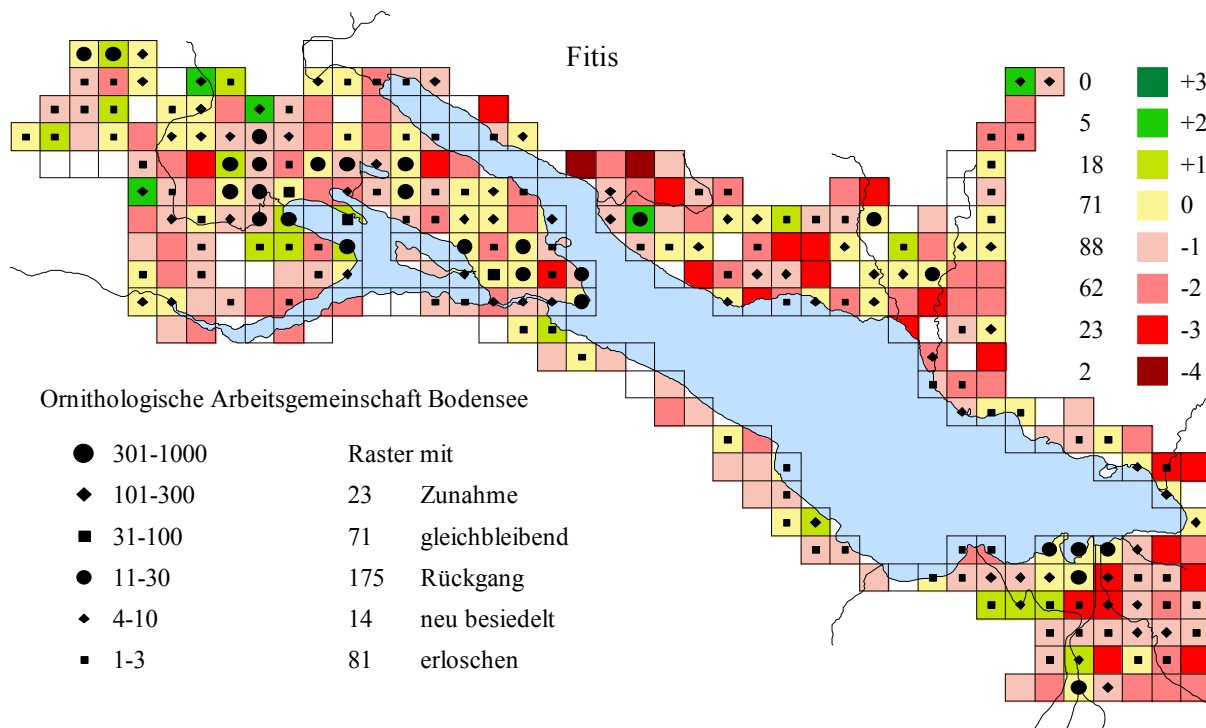 Fitis
0 +3
5 +2
18 +1
71 0
88 -1
62 -2
23 -3
2 -4
Ornithologische Arbeitsgemeinschaft Bodensee
301-1000 Raster mit
101-300 23 Zunahme
31-100 71 gleichbleibend
11-30 175 Rückgang
4-10 14 neu besiedelt
1-3 81 erloschen